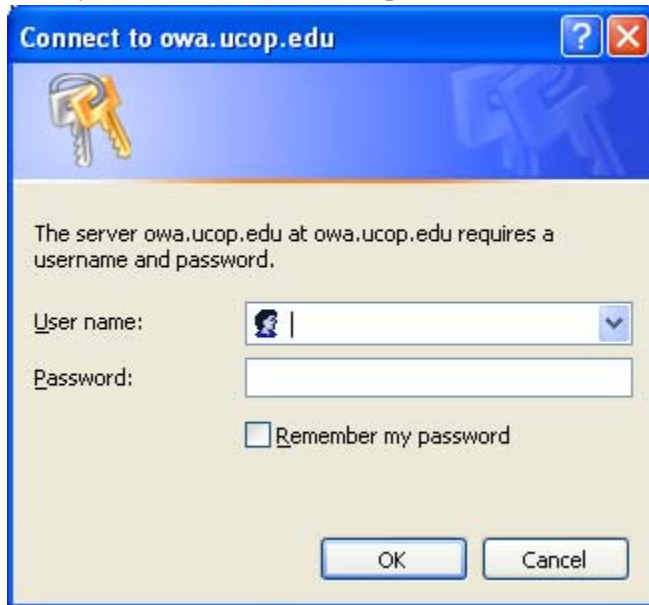 Connect to owa.ucop.edu
The server owa.ucop.edu at owa.ucop.edu requires a
username and password.
User name:
Password:
Remember my password
OK Cancel